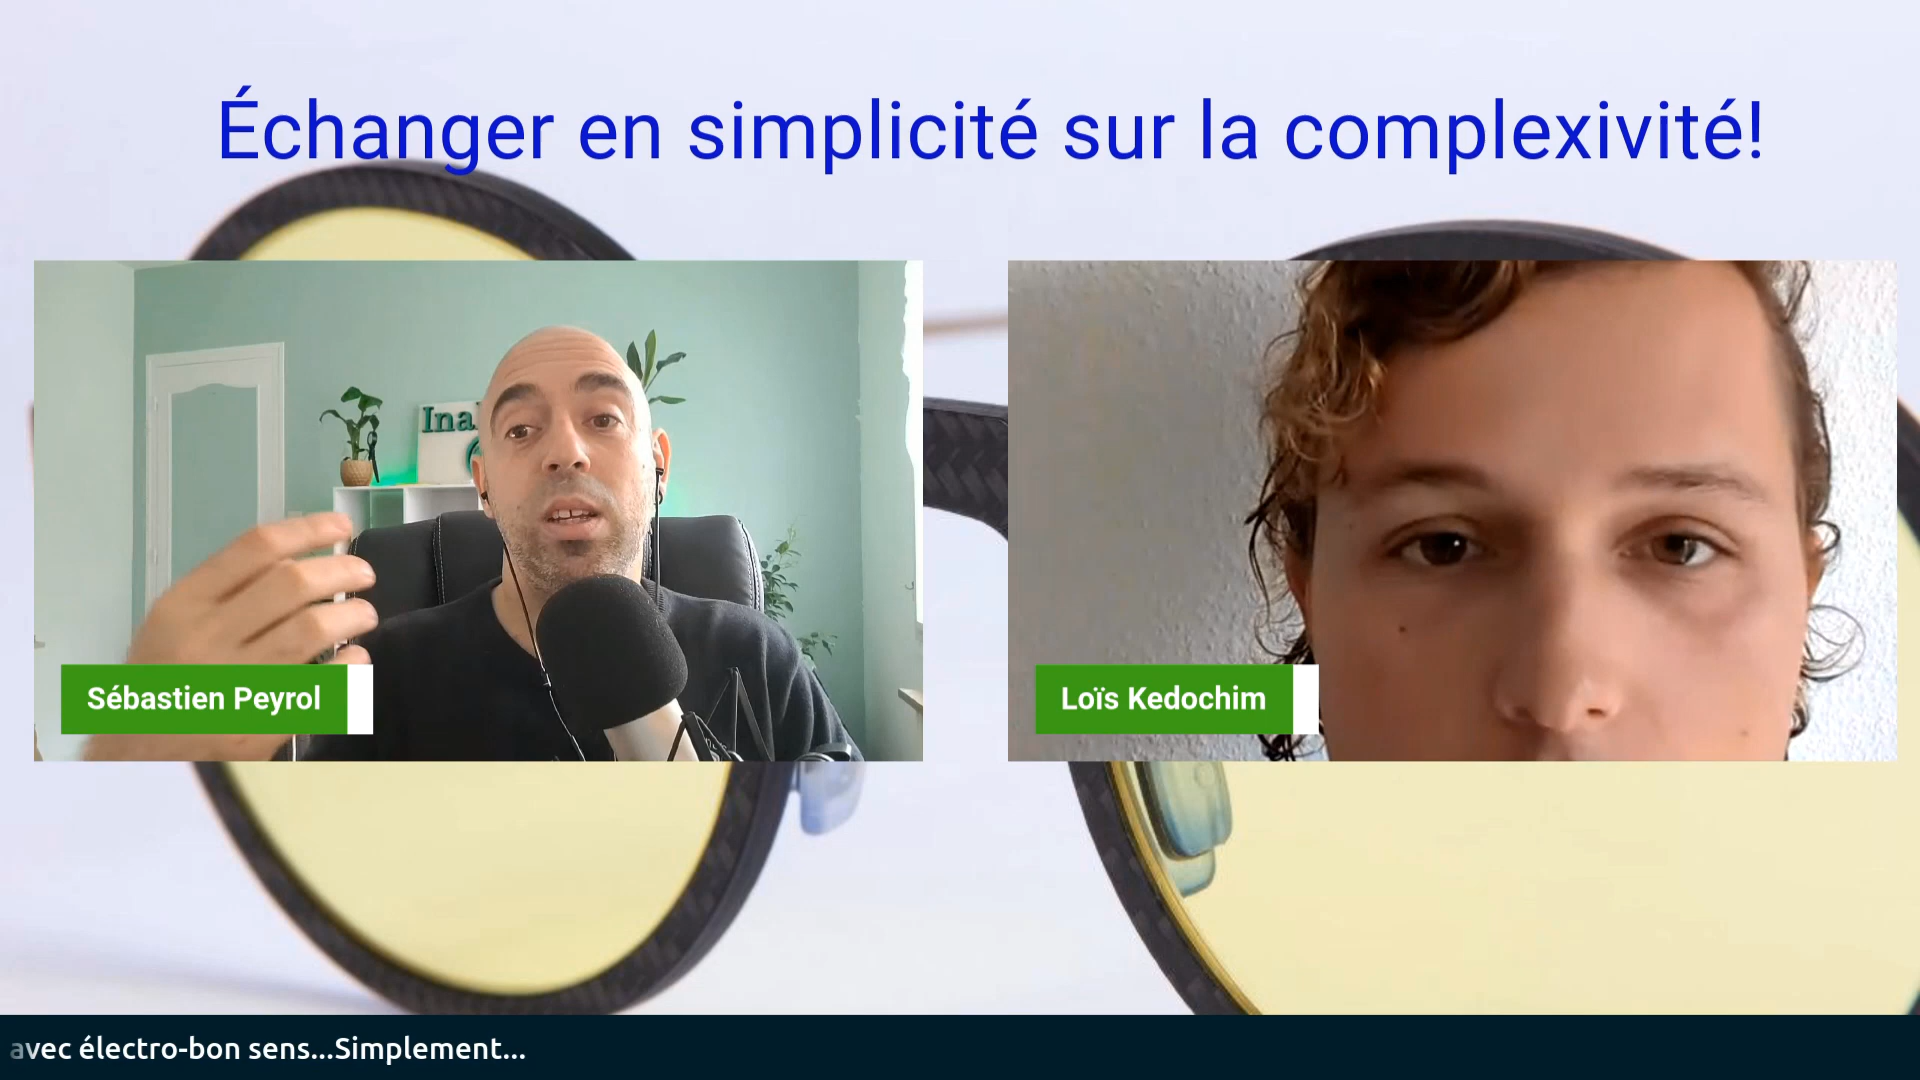 Échanger en simplicité sur la complexivité!
Ina
Sébastien Peyrol
Loïs Kedochim
avec électro-bon sens...Simplement...